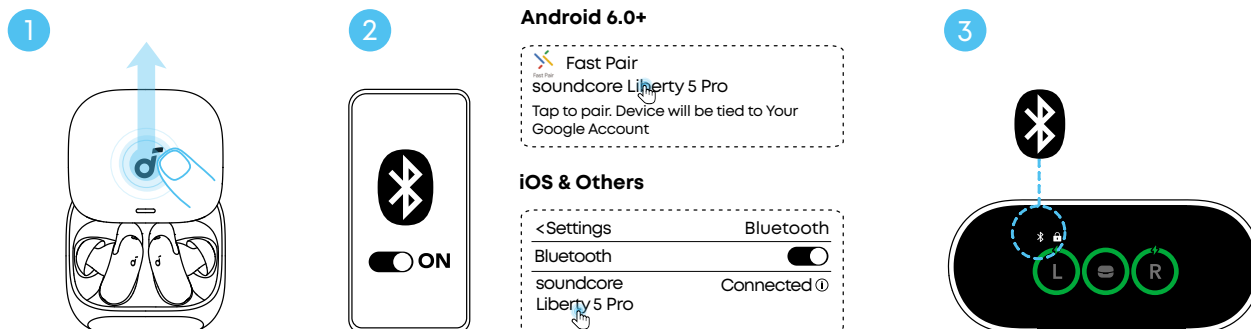 1
2
ON
Android 6.0+
Fast Pair
Fast Pair
soundcore Liberty 5 Pro
Tap to pair. Device will be tied to Your
Google Account
iOS & Others
<Settings Bluetooth
Bluetooth
soundcore Connected
Liberty 5 Pro
3
L R